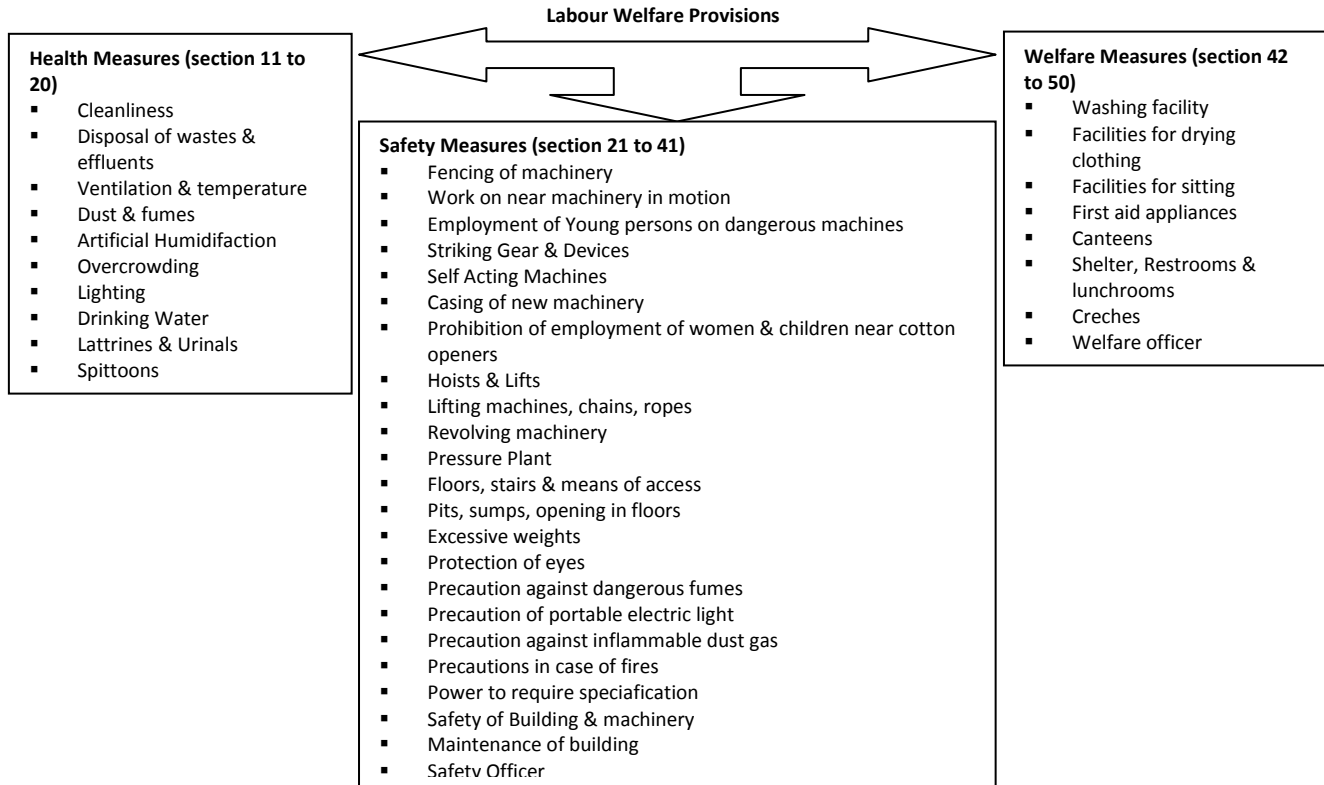 Labour Welfare Provisions
Health Measures (section 11 to
20)
▪ Cleanliness
▪ Disposal of wastes &
effluents
▪ Ventilation & temperature
▪ Dust & fumes
▪ Artificial Humidifaction
▪ Overcrowding
▪ Lighting
▪ Drinking Water
▪ Lattrines & Urinals
▪ Spittoons
Safety Measures (section 21 to 41)
▪ Fencing of machinery
▪ Work on near machinery in motion
▪ Employment of Young persons on dangerous machines
▪ Striking Gear & Devices
▪ Self Acting Machines
▪ Casing of new machinery
▪ Prohibition of employment of women & children near cotton
openers
▪ Hoists & Lifts
▪ Lifting machines, chains, ropes
▪ Revolving machinery
▪ Pressure Plant
▪ Floors, stairs & means of access
▪ Pits, sumps, opening in floors
▪ Excessive weights
▪ Protection of eyes
▪ Precaution against dangerous fumes
▪ Precaution of portable electric light
▪ Precaution against inflammable dust gas
▪ Precautions in case of fires
▪ Power to require speciafication
▪ Safety of Building & machinery
▪ Maintenance of building
▪ Safety Officer
Welfare Measures (section 42
to 50)
▪ Washing facility
▪ Facilities for drying
clothing
▪ Facilities for sitting
▪ First aid appliances
▪ Canteens
▪ Shelter, Restrooms &
lunchrooms
▪ Creches
▪ Welfare officer